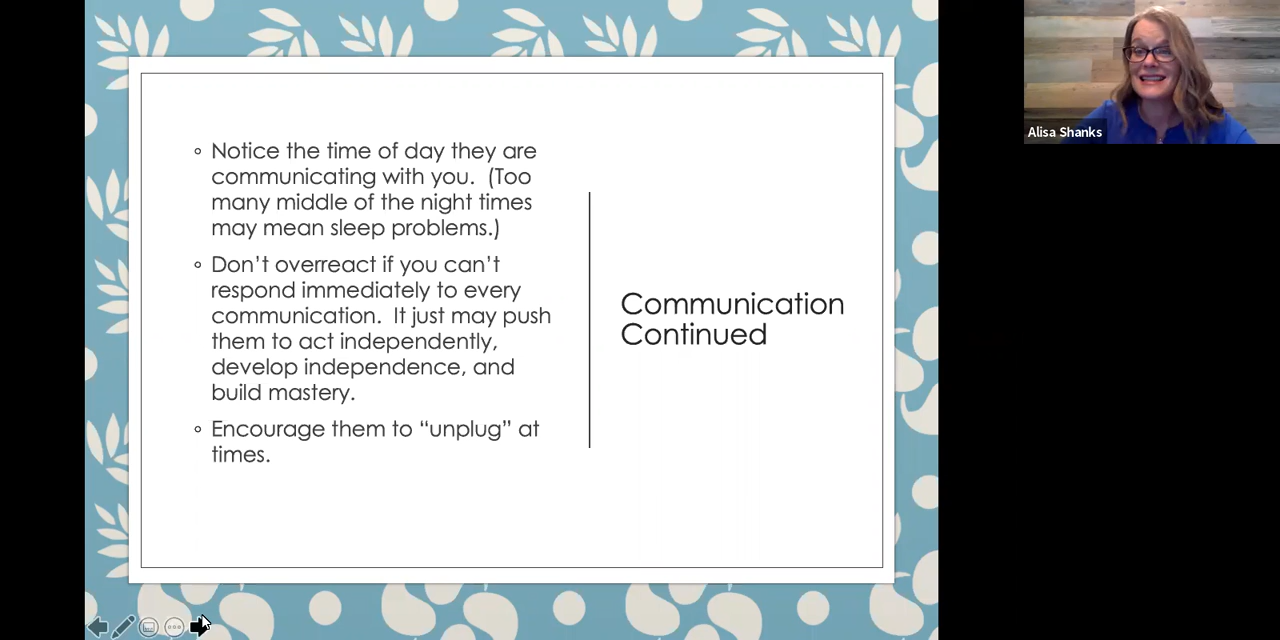 ◦ Notice the time of day they are
communicating with you.  (Too
many middle of the night times
may mean sleep problems.)
◦ Don’t overreact if you can’t
respond immediately to every
communication.  It just may push
them to act independently,
develop independence, and
build mastery.
◦ Encourage them to “unplug” at
times.
Communication
Continued
Alisa Shanks